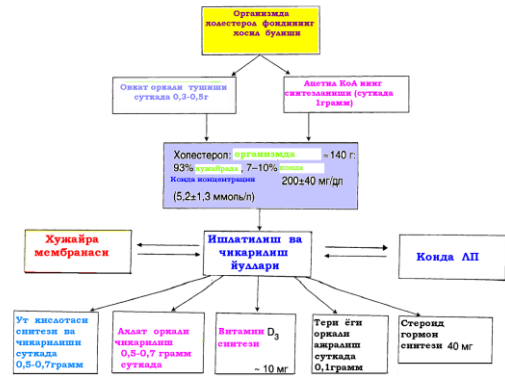 Организмда
холестерол фондининг
хосил булиши
Овкат оркали тушиши
суткада 0,3-0,5г
Ацетил КоА нинг
синтезланиши (суткада
1грамм)
Холестерол: организмда ≈140 г:
93% хужайрада, 7–10% конда
Конда концентрации 200±40 мг/дл
(5,2±1,3 ммоль/л)
Хужайра
мембранаси
Ишлатилиш ва
чикарилиш
йуллари
Конда ЛП
Ут кислотаси
синтези ва
чикарилиши
суткада
0,5-0,7грамм
Ахлат оркали
чикарилиш
0,5-0,7 грамм
суткада
Витамин D3
синтези
~ 10 мг
Тери ёги
оркали
ажралиш
суткада
0,1грамм
Стероид
гормон
синтези 40 мг